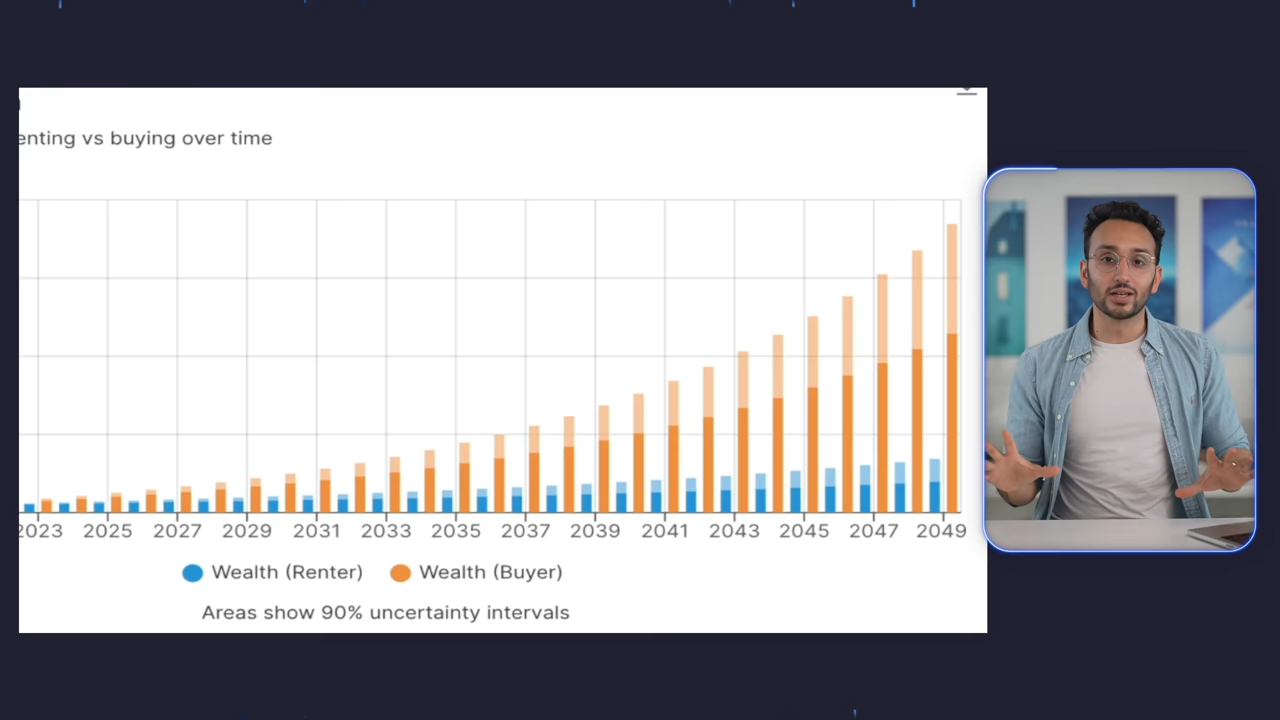 enting vs buying over time
2023 2025 2027 2029 2031 2033 2035 2037 2039 2041 2043 2045 2047 2049
Wealth (Renter) Wealth (Buyer)
Areas show 90% uncertainty intervals